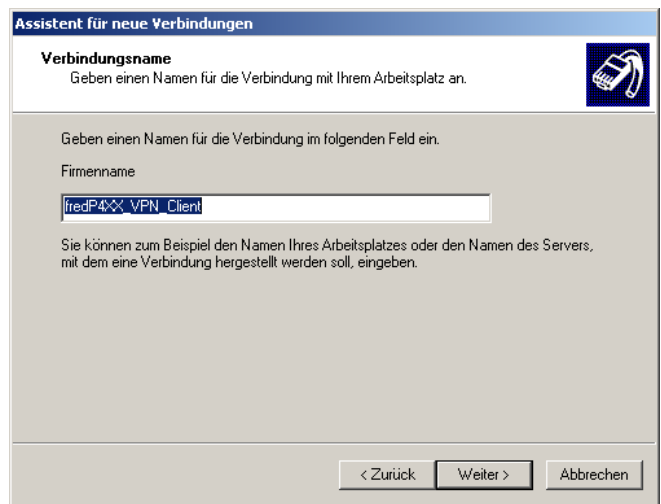 Assistent für neue Verbindungen
Verbindungsname
Geben einen Namen für die Verbindung mit Ihrem Arbeitsplatz an.
Geben einen Namen für die Verbindung im folgenden Feld ein.
Firmenname
fredP4XX_VPN_Client
Sie können zum Beispiel den Namen Ihres Arbeitsplatzes oder den Namen des Servers,
mit dem eine Verbindung hergestellt werden soll, eingeben.
< Zurück Weiter > Abbrechen